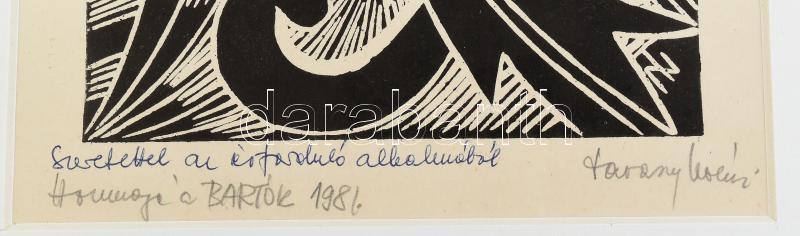 darabanth
Szeretettel az évforduló alkalmából
Hommage à BARTÓK 1981.